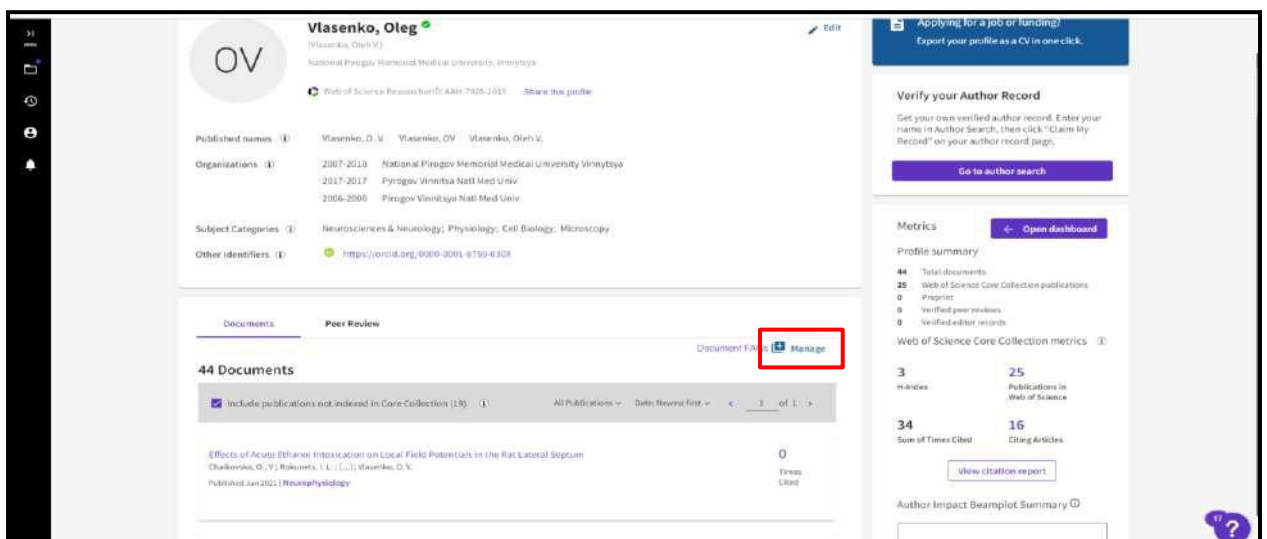 Vlasenko, Oleg
(Vlasenko, Oleh V.)
National Pirogov Memorial Medical University, Vinnytsya
Web of Science ResearcherID: AAH-7928-2019 Share this profile
Edit
Published names Vlasenko, O. V. Vlasenko, OV Vlasenko, Oleh V.
Organizations 2007-2018 National Pirogov Memorial Medical University Vinnytsya
2017-2017 Pyrogov Vinnitsa Natl Med Univ
2006-2006 Pirogov Vinnitsya Natl Med Univ
Subject Categories Neurosciences & Neurology; Physiology; Cell Biology; Microscopy
Other Identifiers https://orcid.org/0000-0001-8759-630X
Documents Peer Review
Document FAQs Manage
44 Documents
Include publications not indexed in Core Collection (19) All Publications Date: Newest first < 1 of 1 >
Effects of Acute Ethanol Intoxication on Local Field Potentials in the Rat Lateral Septum
Chaikovska, O., V; Rokunets, I. L.; (...); Vlasenko, O. V.
Published Jan 2021 | Neurophysiology
0
Times
Cited
Applying for a job or funding?
Export your profile as a CV in one click.
Verify your Author Record
Get your own verified author record. Enter your
name in Author Search, then click "Claim My
Record" on your author record page.
Go to author search
Metrics
Open dashboard
Profile summary
44 Total documents
25 Web of Science Core Collection publications
0 Preprint
0 Verified peer reviews
0 Verified editor records
Web of Science Core Collection metrics
3 25
H-Index Publications in
Web of Science
34 16
Sum of Times Cited Citing Articles
View citation report
Author Impact Beamplot Summary
17
?